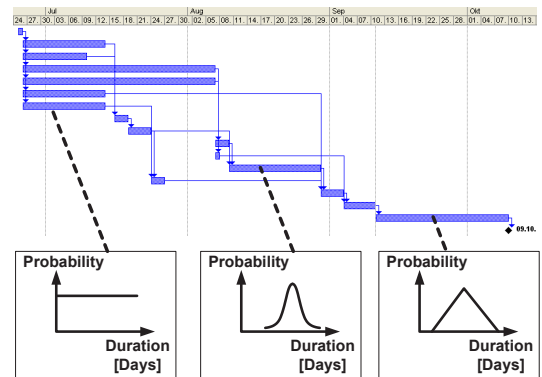 Jul Aug Sep Okt
24. 27. 30. 03. 06. 09. 12. 15. 18. 21. 24. 27. 30. 02. 05. 08. 11. 14. 17. 20. 23. 26. 29. 01. 04. 07. 10. 13. 16. 19. 22. 25. 28. 01. 04. 07. 10. 13.
09.10.
Probability Probability Probability
Duration Duration Duration
[Days] [Days] [Days]